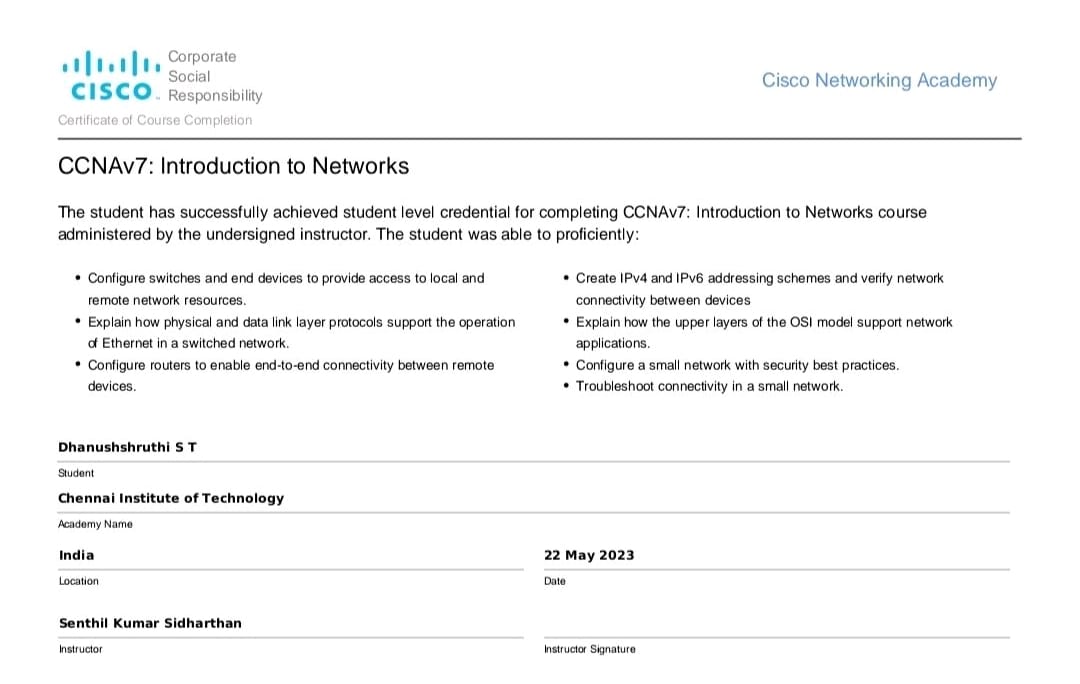 Corporate
Social
CISCO™ Responsibility
Cisco Networking Academy
Certificate of Course Completion
CCNAv7: Introduction to Networks
The student has successfully achieved student level credential for completing CCNAv7: Introduction to Networks course
administered by the undersigned instructor. The student was able to proficiently:
• Configure switches and end devices to provide access to local and
remote network resources.
• Explain how physical and data link layer protocols support the operation
of Ethernet in a switched network.
• Configure routers to enable end-to-end connectivity between remote
devices.
• Create IPv4 and IPv6 addressing schemes and verify network
connectivity between devices
• Explain how the upper layers of the OSI model support network
applications.
• Configure a small network with security best practices.
• Troubleshoot connectivity in a small network.
Dhanushshruthi S T
Student
Chennai Institute of Technology
Academy Name
India
Location
22 May 2023
Date
Senthil Kumar Sidharthan
Instructor
Instructor Signature